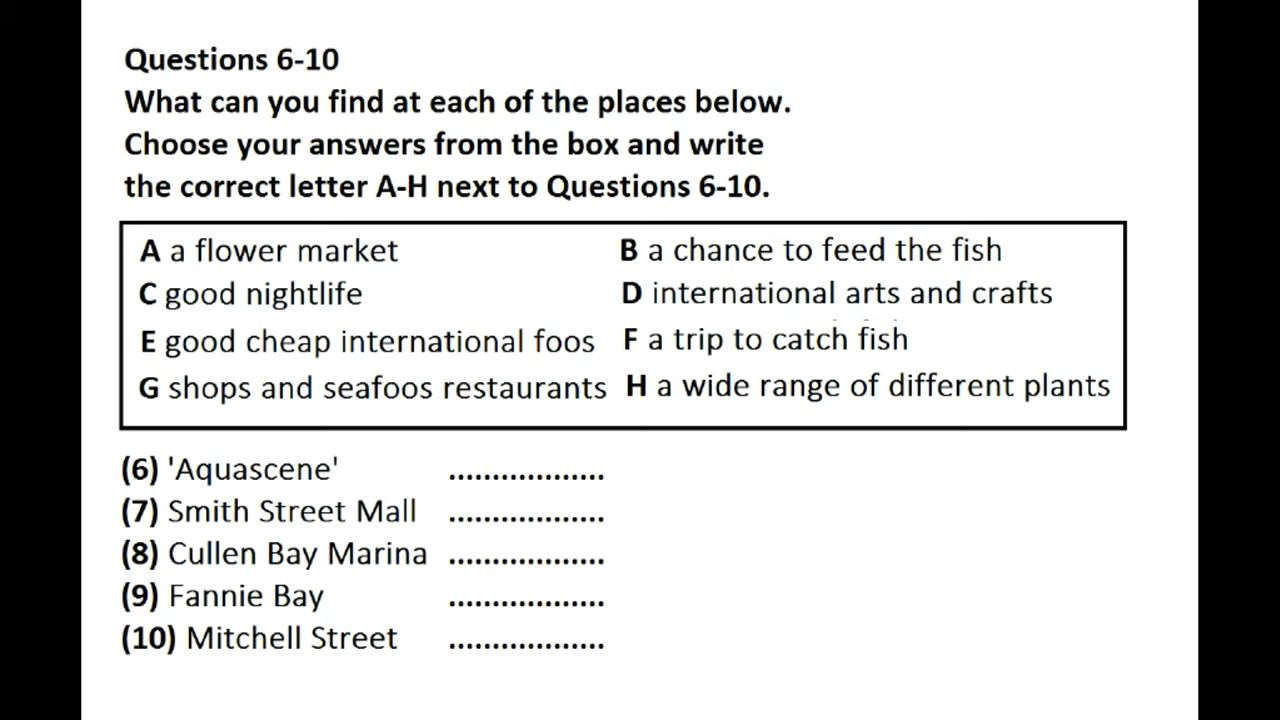 Questions 6-10
What can you find at each of the places below.
Choose your answers from the box and write
the correct letter A-H next to Questions 6-10.
A a flower market B a chance to feed the fish
C good nightlife D international arts and crafts
E good cheap international foos F a trip to catch fish
G shops and seafoos restaurants H a wide range of different plants
(6) 'Aquascene' ..................
(7) Smith Street Mall ..................
(8) Cullen Bay Marina ..................
(9) Fannie Bay ..................
(10) Mitchell Street ..................